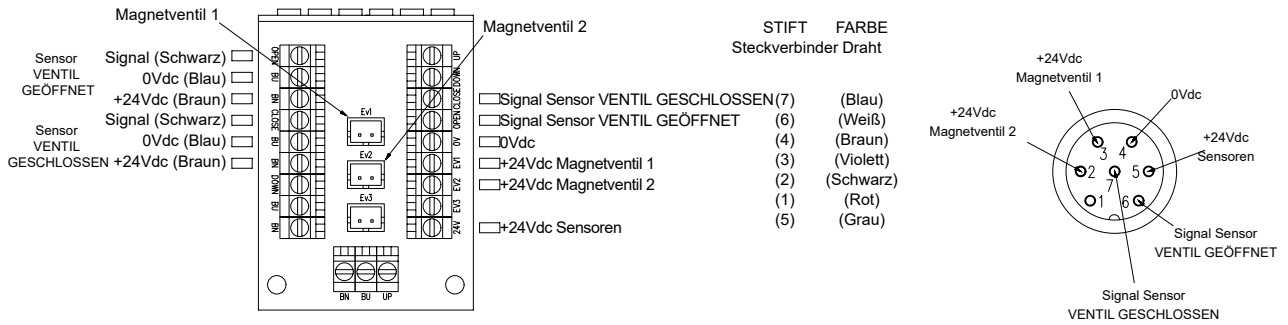 Magnetventil 1
Magnetventil 2
Sensor
VENTIL
GEÖFFNET
Signal (Schwarz)
0Vdc (Blau)
+24Vdc (Braun)
Sensor
VENTIL
GESCHLOSSEN
Signal (Schwarz)
0Vdc (Blau)
+24Vdc (Braun)
OPEN
BU
BN
CLOSE
BU
BN
DOWN
BU
BN
Ev1
Ev2
Ev3
BN BU UP
UP
DOWN
CLOSE
OPEN
0V
EV1
EV2
EV3
24V
STIFT FARBE
Steckverbinder Draht
Signal Sensor VENTIL GESCHLOSSEN (7) (Blau)
Signal Sensor VENTIL GEÖFFNET (6) (Weiß)
0Vdc (4) (Braun)
+24Vdc Magnetventil 1 (3) (Violett)
+24Vdc Magnetventil 2 (2) (Schwarz)
(1) (Rot)
+24Vdc Sensoren (5) (Grau)
+24Vdc
Magnetventil 1
0Vdc
+24Vdc
Magnetventil 2
+24Vdc
Sensoren
3 4
2 5
7
1 6
Signal Sensor
VENTIL GEÖFFNET
Signal Sensor
VENTIL GESCHLOSSEN